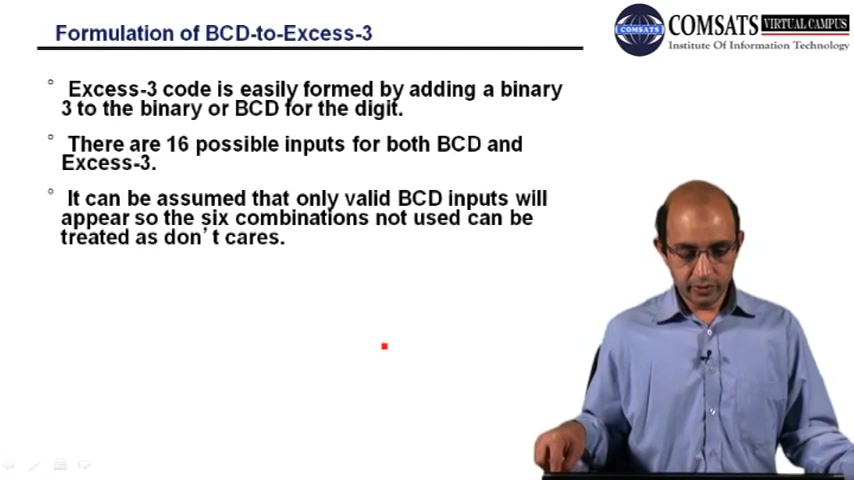 Formulation of BCD-to-Excess-3
COMSATS VIRTUAL CAMPUS
Institute Of Information Technology
COMSATS
° Excess-3 code is easily formed by adding a binary
3 to the binary or BCD for the digit.
° There are 16 possible inputs for both BCD and
Excess-3.
° It can be assumed that only valid BCD inputs will
appear so the six combinations not used can be
treated as don't cares.